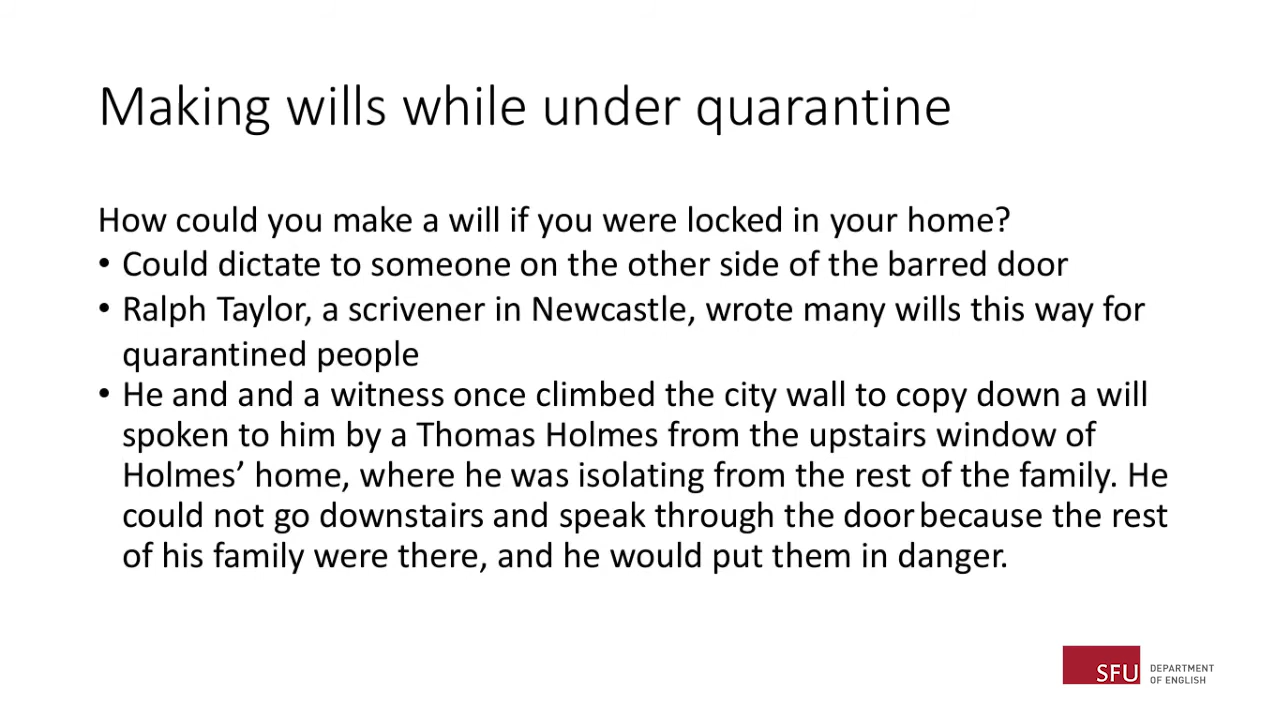 Making wills while under quarantine
How could you make a will if you were locked in your home?
• Could dictate to someone on the other side of the barred door
• Ralph Taylor, a scrivener in Newcastle, wrote many wills this way for
quarantined people
• He and and a witness once climbed the city wall to copy down a will
spoken to him by a Thomas Holmes from the upstairs window of
Holmes’ home, where he was isolating from the rest of the family. He
could not go downstairs and speak through the door because the rest
of his family were there, and he would put them in danger.
SFU
DEPARTMENT
OF ENGLISH